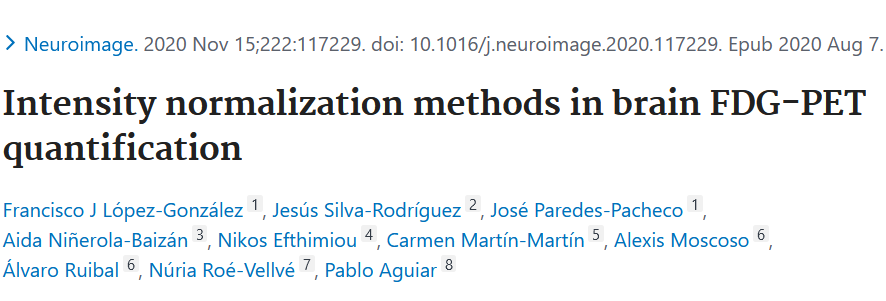 > Neuroimage. 2020 Nov 15;222:117229. doi: 10.1016/j.neuroimage.2020.117229. Epub 2020 Aug 7.
Intensity normalization methods in brain FDG-PET
quantification
Francisco J López-González 1, Jesús Silva-Rodríguez 2, José Paredes-Pacheco 1,
Aida Niñerola-Baizán 3, Nikos Efthimiou 4, Carmen Martín-Martín 5, Alexis Moscoso 6,
Álvaro Ruibal 6, Núria Roé-Vellvé 7, Pablo Aguiar 8